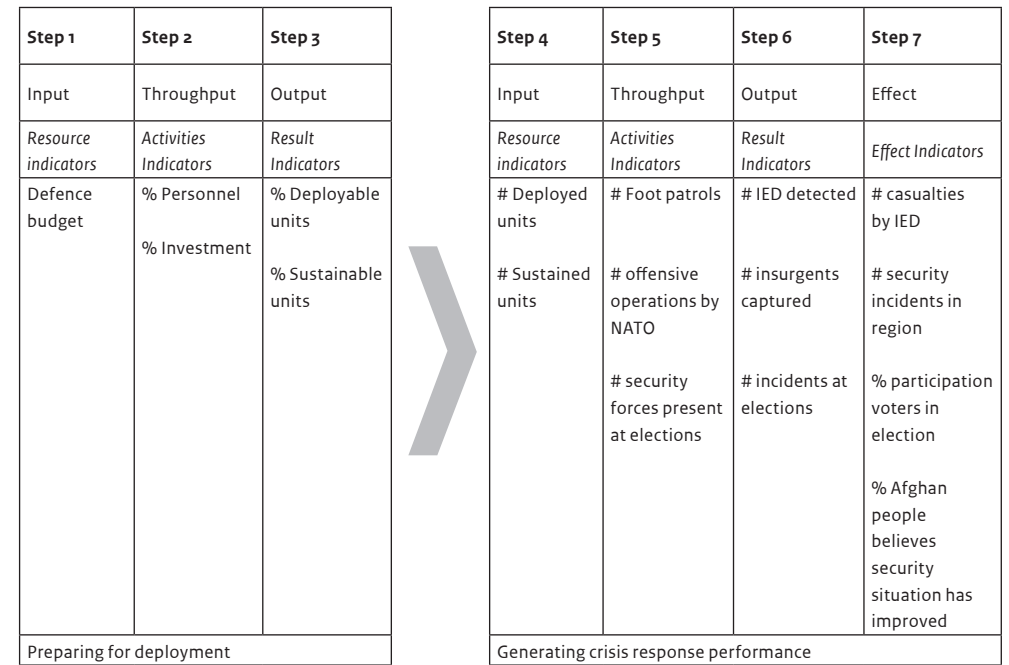 Step 1 Step 2 Step 3
Input Throughput Output
Resource indicators Activities Indicators Result Indicators
Defence budget
% Personnel
% Investment
% Deployable units
% Sustainable units
Preparing for deployment
Step 4 Step 5 Step 6 Step 7
Input Throughput Output Effect
Resource indicators Activities Indicators Result Indicators Effect Indicators
# Deployed units
# Sustained units
# Foot patrols
# offensive operations by NATO
# security forces present at elections
# IED detected
# insurgents captured
# incidents at elections
# casualties by IED
# security incidents in region
% participation voters in election
% Afghan people believes security situation has improved
Generating crisis response performance